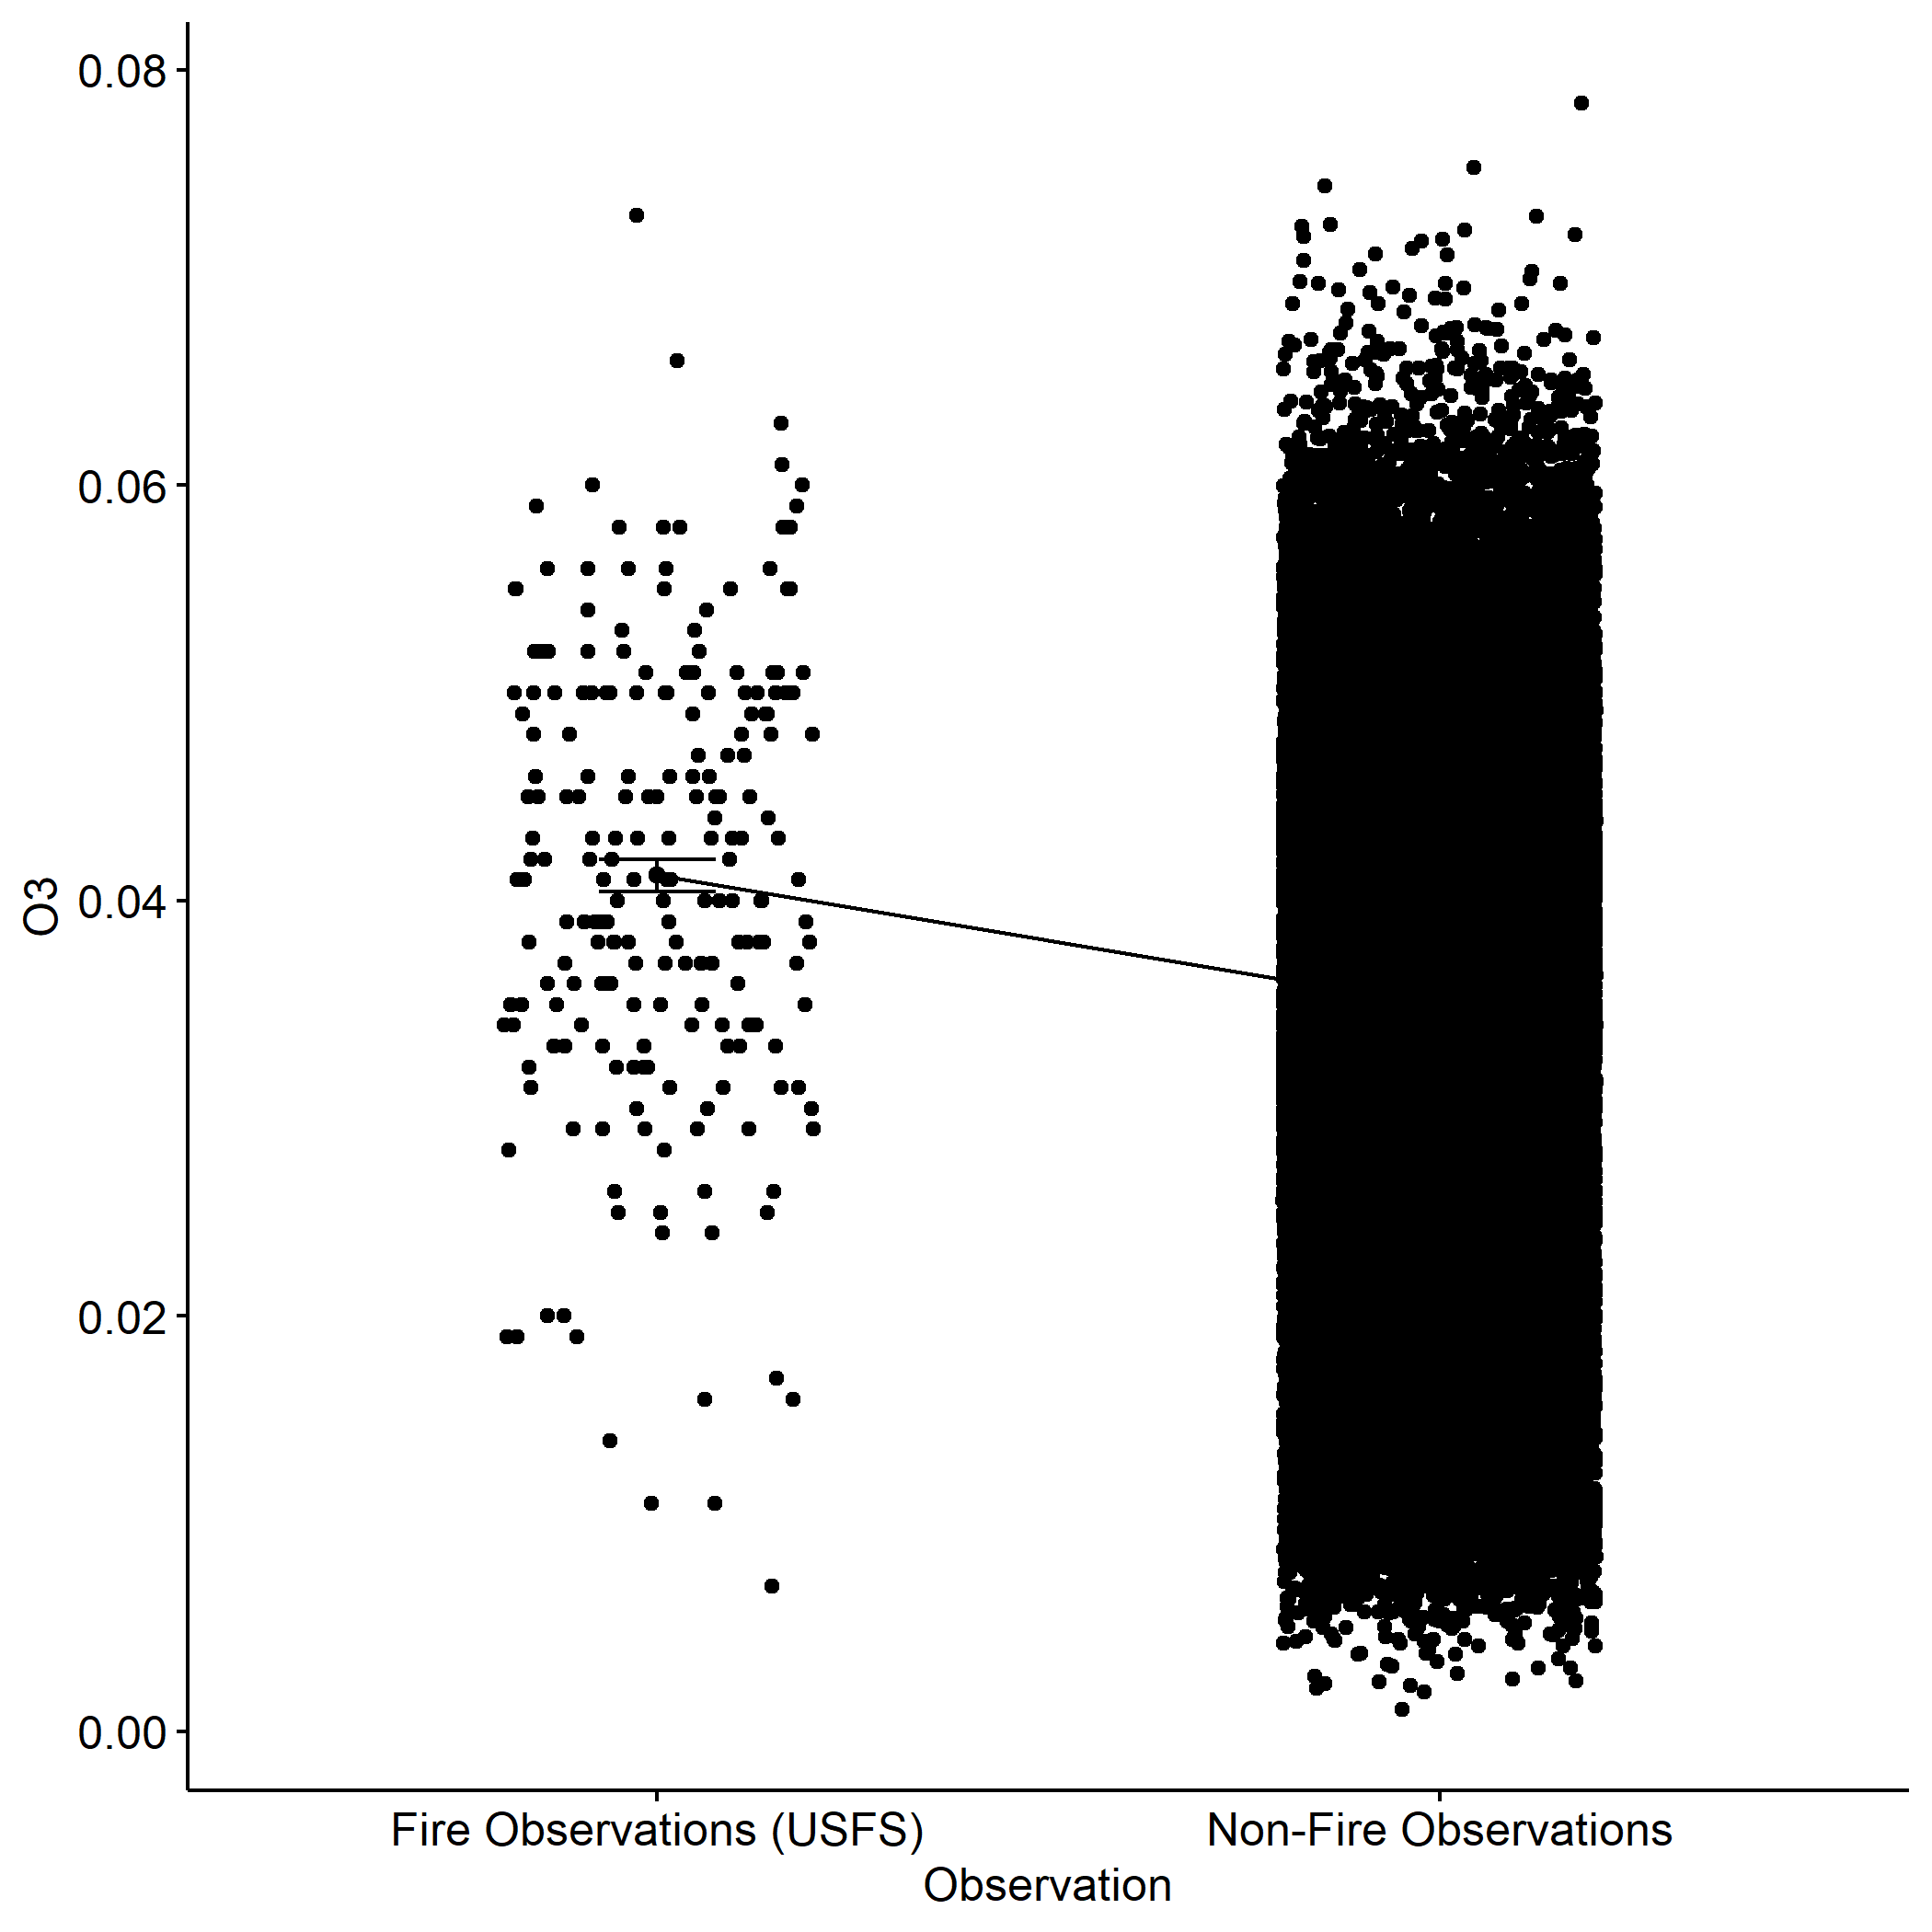 0.08
0.06
0.04
0.02
0.00
O3
Fire Observations (USFS)
Non-Fire Observations
Observation